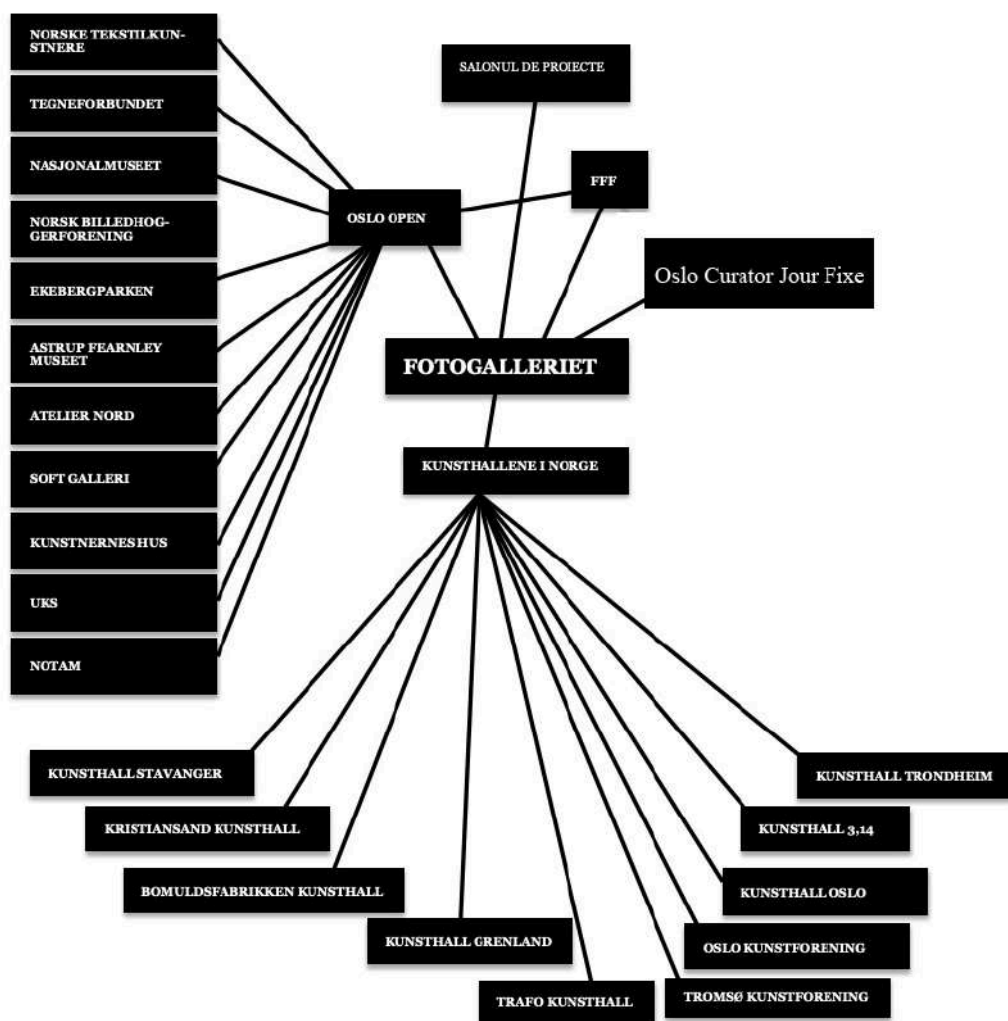 NORSKE TEKSTILKUN-
STNERE
TEGNEFORBUNDET
NASJONALMUSEET
NORSK BILLEDHOG-
GERFORENING
EKEBERGPARKEN
ASTRUP FEARNLEY
MUSEET
ATELIER NORD
SOFT GALLERI
KUNSTNERNES HUS
UKS
NOTAM
SALONUL DE PROIECTE
FFF
OSLO OPEN
Oslo Curator Jour Fixe
FOTOGALLERIET
KUNSTHALLENE I NORGE
KUNSTHALL STAVANGER
KRISTIANSAND KUNSTHALL
BOMULDSFABRIKKEN KUNSTHALL
KUNSTHALL GRENLAND
TRAFO KUNSTHALL
TROMSØ KUNSTFORENING
OSLO KUNSTFORENING
KUNSTHALL OSLO
KUNSTHALL 3,14
KUNSTHALL TRONDHEIM